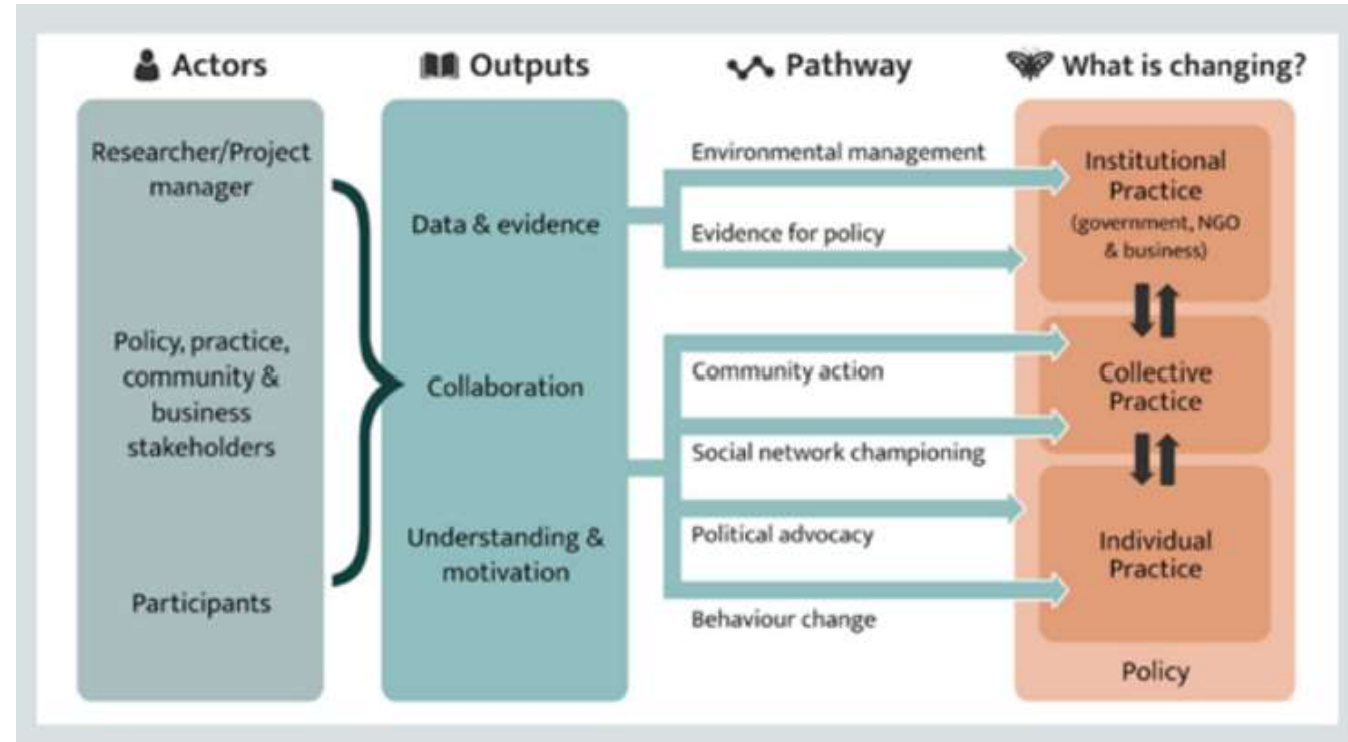 Actors
Outputs
Pathway
What is changing?
Researcher/Project
manager
Policy, practice,
community &
business
stakeholders
Participants
Data & evidence
Collaboration
Understanding &
motivation
Environmental management
Evidence for policy
Community action
Social network championing
Political advocacy
Behaviour change
Institutional
Practice
(government, NGO
& business)
Collective
Practice
Individual
Practice
Policy